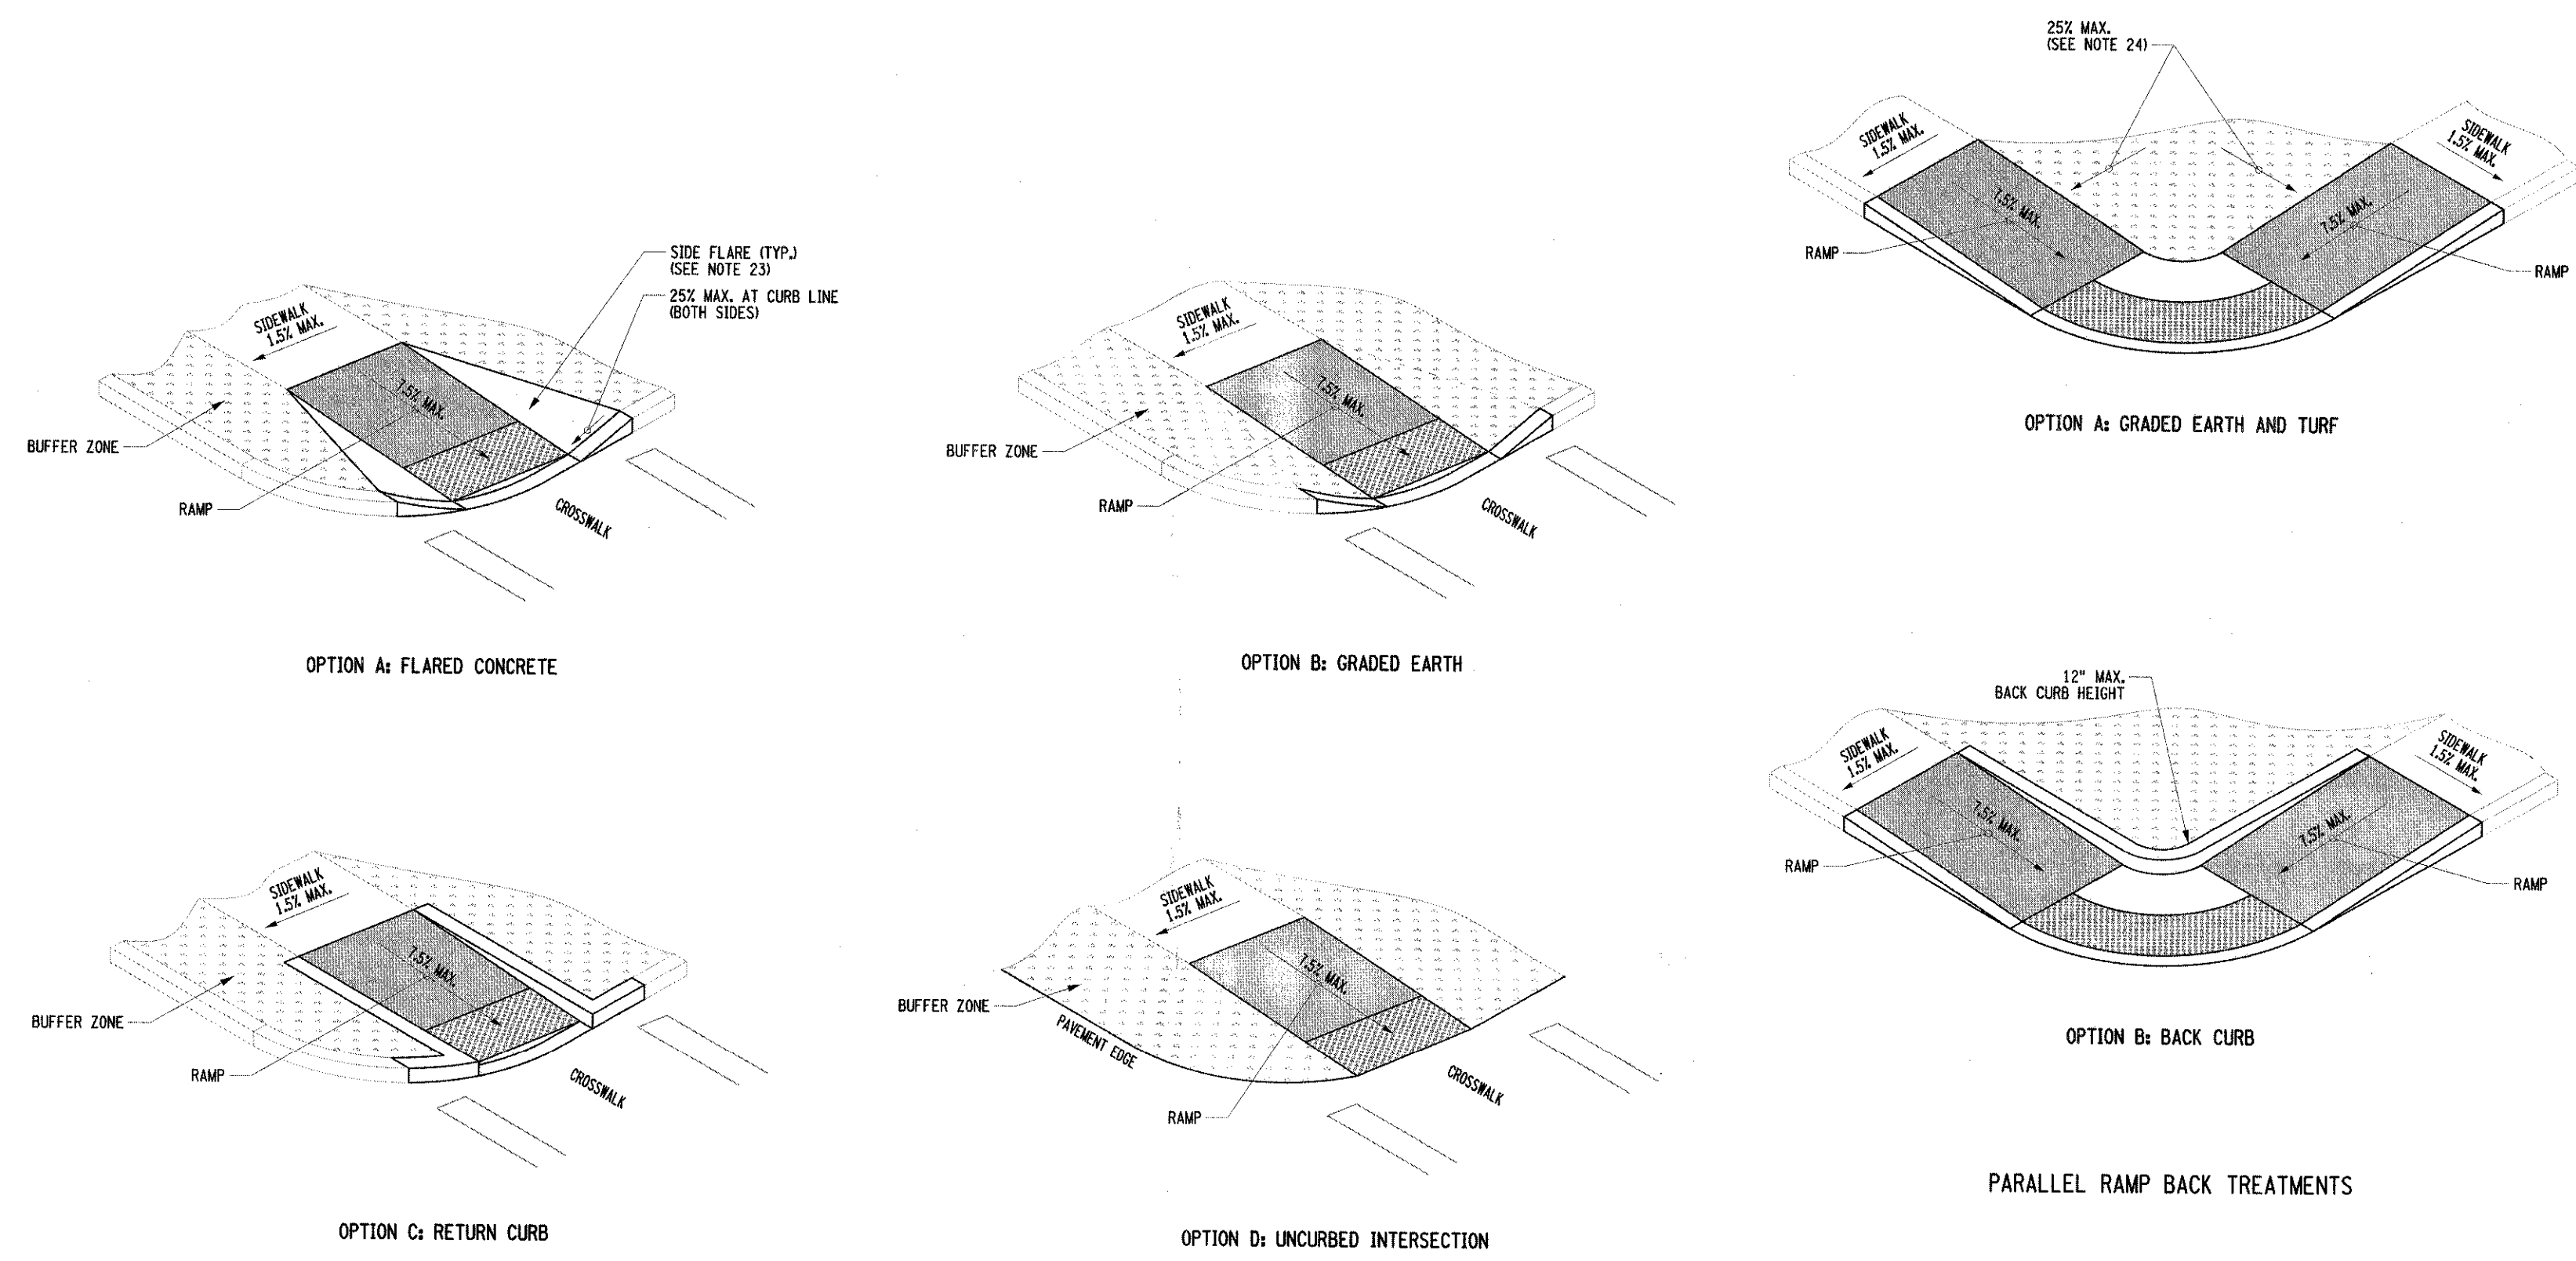 SIDE FLARE (TYP.)
(SEE NOTE 23)
25% MAX. AT CURB LINE
(BOTH SIDES)
SIDEWALK
1.5% MAX.
7.5% MAX.
BUFFER ZONE
RAMP
CROSSWALK
OPTION A: FLARED CONCRETE
SIDEWALK
1.5% MAX.
7.5% MAX.
BUFFER ZONE
RAMP
CROSSWALK
OPTION B: GRADED EARTH
25% MAX.
(SEE NOTE 24)
SIDEWALK
1.5% MAX.
SIDEWALK
1.5% MAX.
7.5% MAX.
7.5% MAX.
RAMP
RAMP
OPTION A: GRADED EARTH AND TURF
SIDEWALK
1.5% MAX.
7.5% MAX.
BUFFER ZONE
RAMP
CROSSWALK
OPTION C: RETURN CURB
SIDEWALK
1.5% MAX.
7.5% MAX.
BUFFER ZONE
PAVEMENT EDGE
RAMP
CROSSWALK
OPTION D: UNCURBED INTERSECTION
12" MAX.
BACK CURB HEIGHT
SIDEWALK
1.5% MAX.
SIDEWALK
1.5% MAX.
7.5% MAX.
7.5% MAX.
RAMP
RAMP
OPTION B: BACK CURB
PARALLEL RAMP BACK TREATMENTS